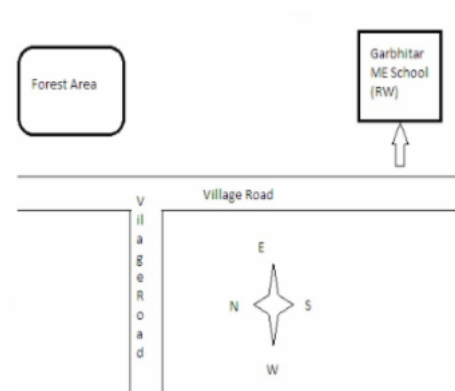 Forest Area
Garbhitar
ME School
(RW)
Village Road
V
il
a
g
e
R
o
a
d
E
N
S
W